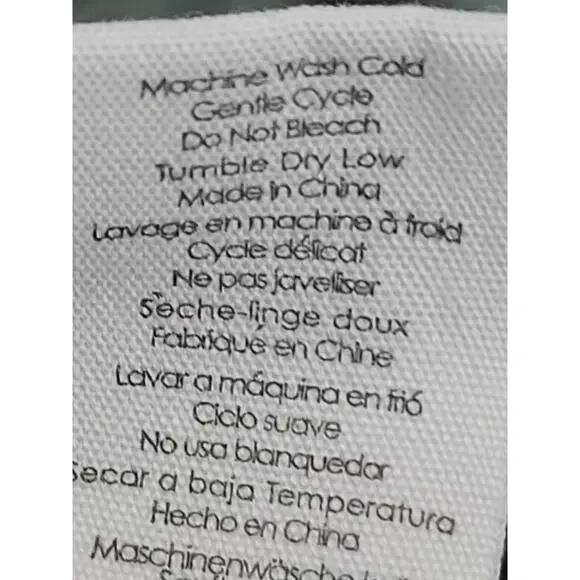 Machine Wash Cold
Gentle Cycle
Do Not Bleach
Tumble Dry Low
Made in China
Lavage en machine à froid
Cycle délicat
Ne pas javelliser
Sèche-linge doux
Fabriqué en Chine
Lavar a máquina en frió
Ciclo suave
No usa blanquedor
Secar a baja Temperatura
Hecho en China
Maschinenwäsche